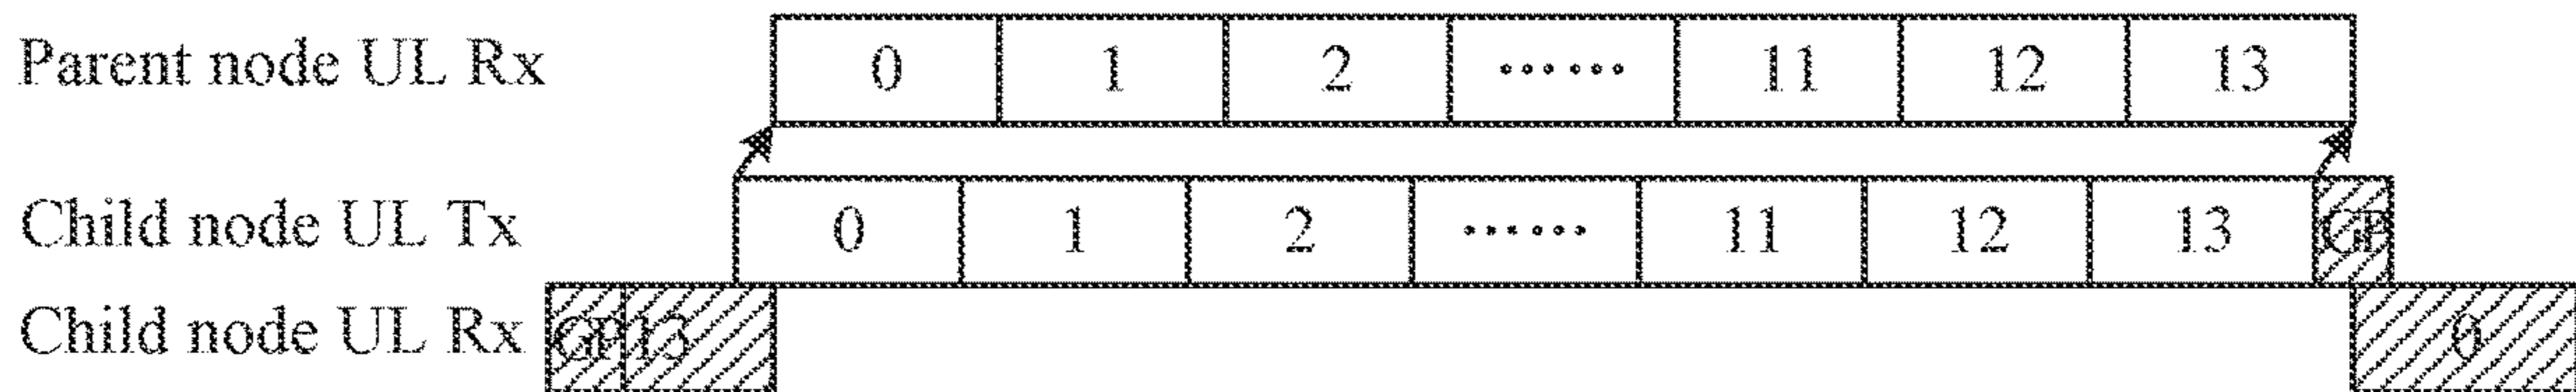 Parent node UL Rx 0 1 2 ...... 11 12 13
Child node UL Tx 0 1 2 ...... 11 12 13 GP
Child node UL Rx GP 13 0